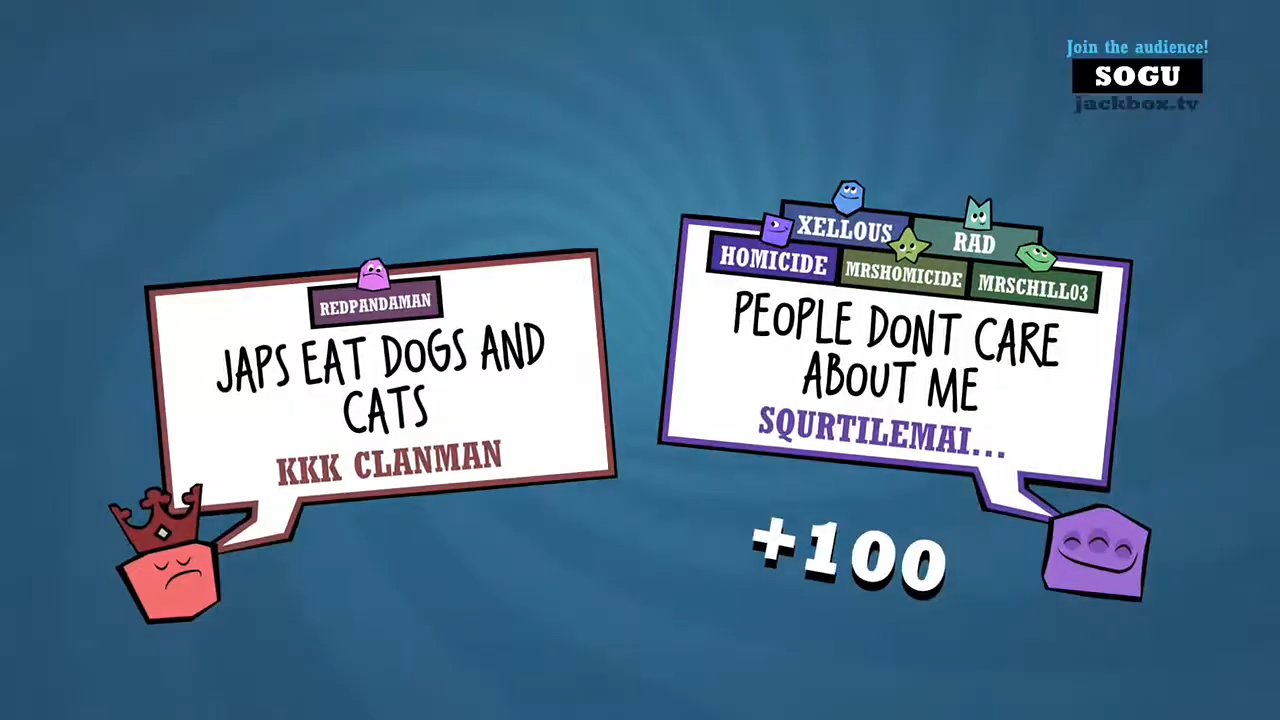 Join the audience!
SOGU
jackbox.tv
REDPANDAMAN
JAPS EAT DOGS AND
CATS
KKK CLANMAN
XELLOUS
RAD
HOMICIDE
MRSHOMICIDE
MRSCHILL03
PEOPLE DONT CARE
ABOUT ME
SQURTILEMAI...
+100